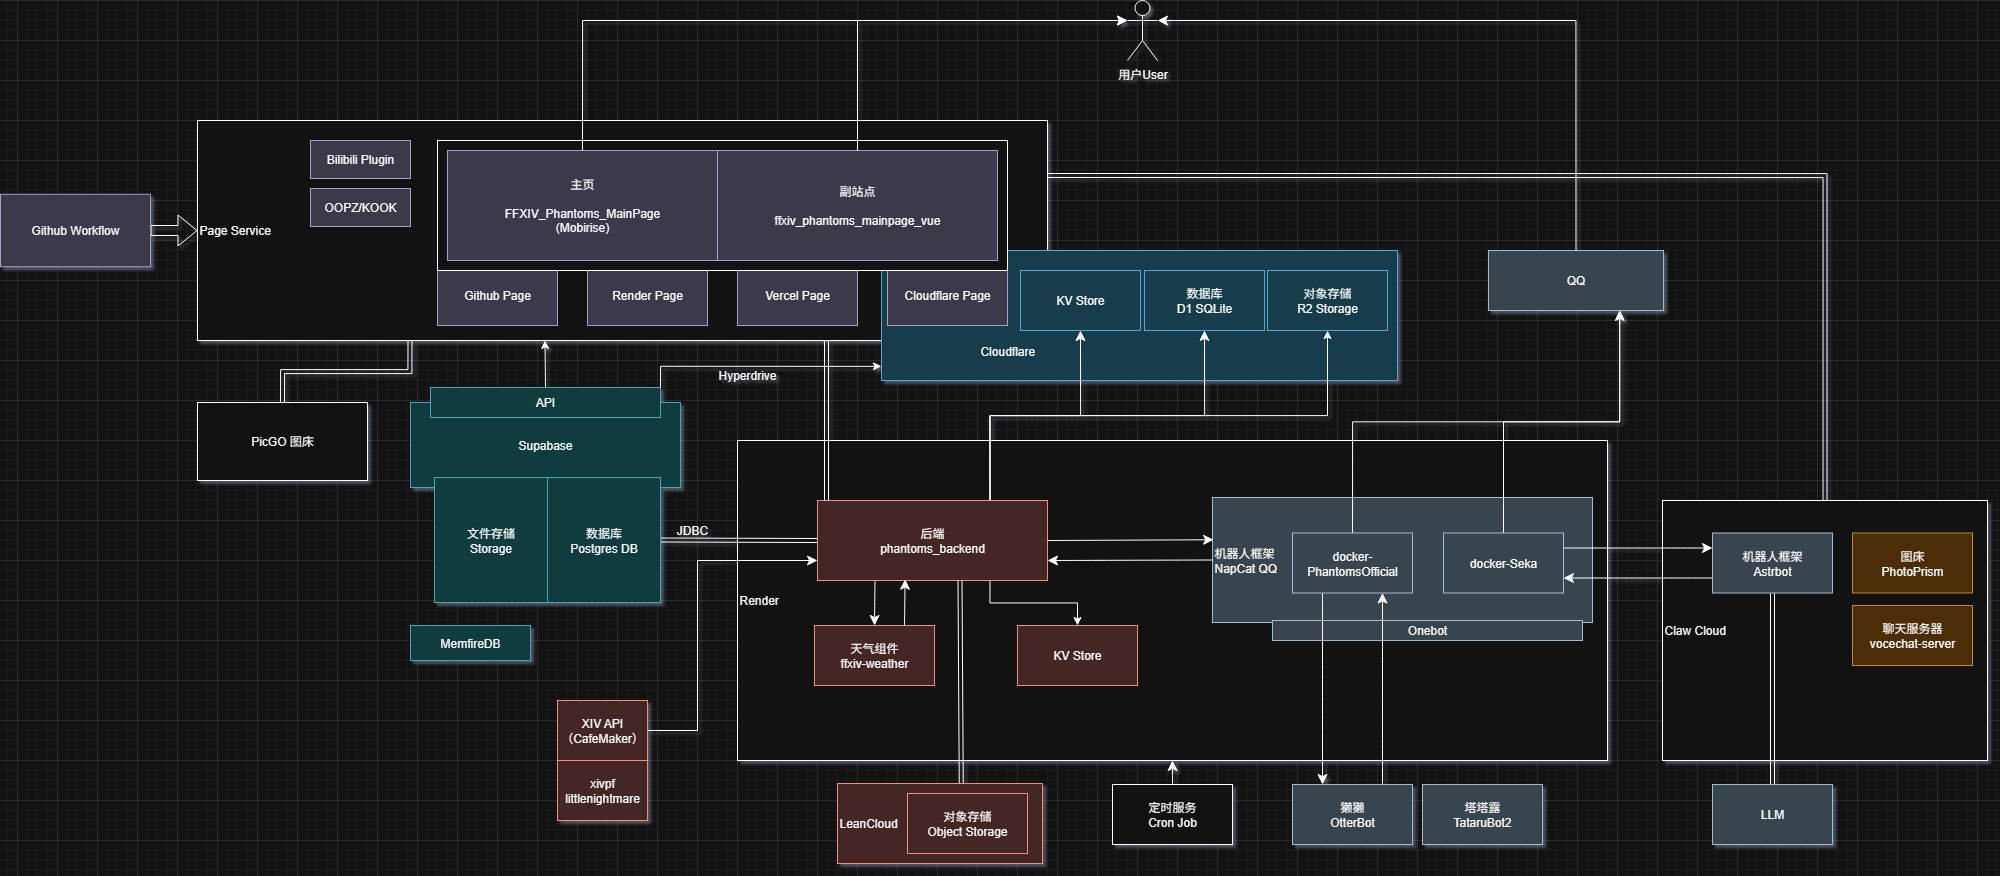 用户User
Bilibili Plugin
OOPZ/KOOK
Github Workflow
Page Service
主页
FFXIV_Phantoms_MainPage
(Mobirise)
副站点
ffxiv_phantoms_mainpage_vue
Github Page
Render Page
Vercel Page
Cloudflare Page
KV Store
数据库
D1 SQLite
对象存储
R2 Storage
Cloudflare
QQ
Hyperdrive
API
Supabase
PicGO 图床
文件存储
Storage
数据库
Postgres DB
JDBC
MemfireDB
后端
phantoms_backend
Render
天气组件
ffxiv-weather
KV Store
机器人框架
NapCat QQ
docker-
PhantomsOfficial
docker-Seka
Onebot
机器人框架
Astrbot
图床
PhotoPrism
Claw Cloud
聊天服务器
vocechat-server
XIV API
（CafeMaker）
xivpf
littlenightmare
LeanCloud
对象存储
Object Storage
定时服务
Cron Job
獭獭
OtterBot
塔塔露
TataruBot2
LLM